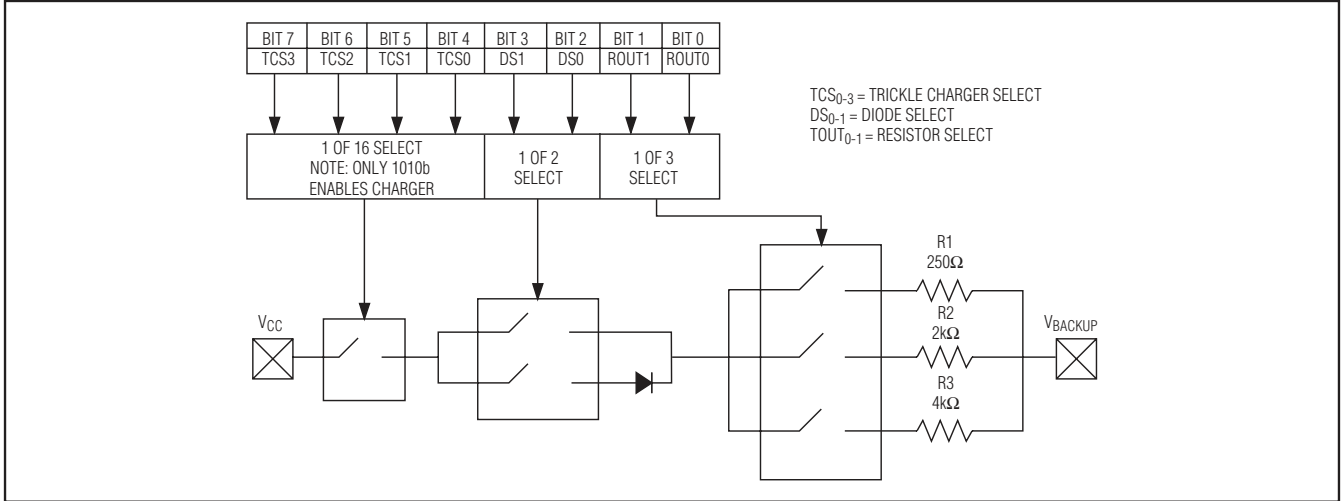 BIT 7 BIT 6 BIT 5 BIT 4 BIT 3 BIT 2 BIT 1 BIT 0
TCS3 TCS2 TCS1 TCS0 DS1 DS0 ROUT1 ROUT0
TCS0-3 = TRICKLE CHARGER SELECT
DS0-1 = DIODE SELECT
TOUT0-1 = RESISTOR SELECT
1 OF 16 SELECT
NOTE: ONLY 1010b
ENABLES CHARGER
1 OF 2
SELECT
1 OF 3
SELECT
VCC
R1
250Ω
R2
2kΩ
R3
4kΩ
VBACKUP